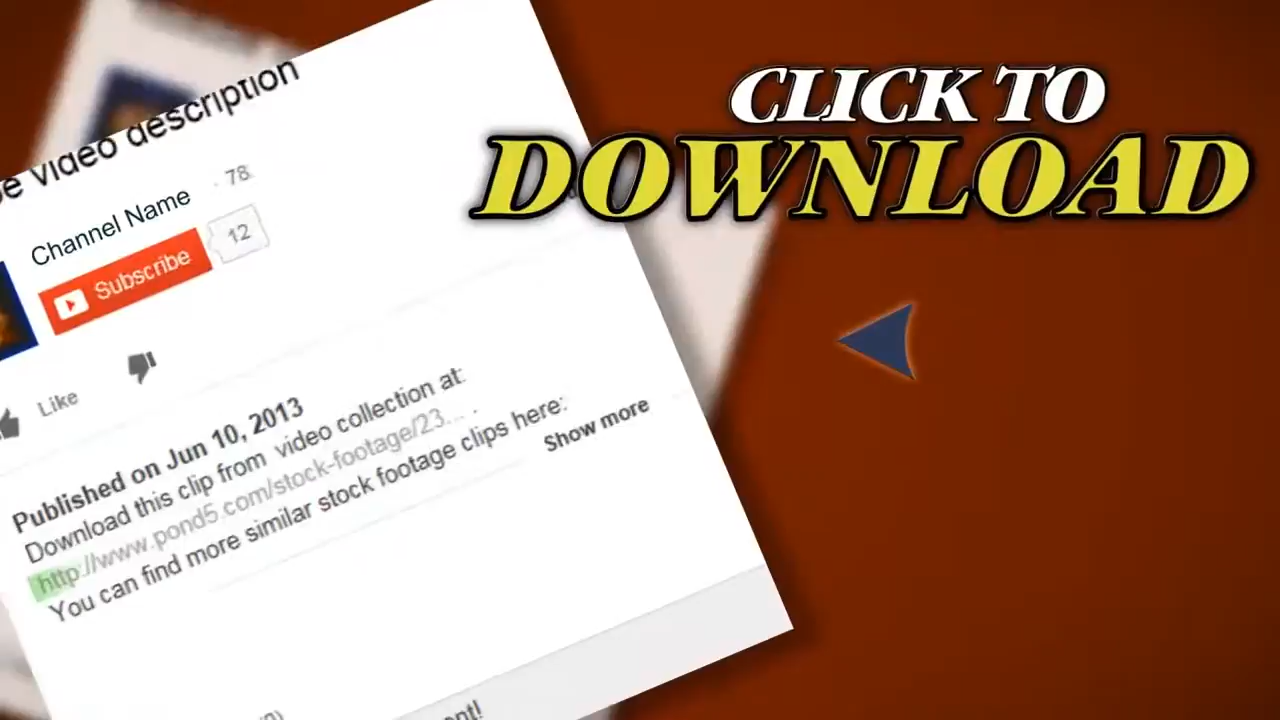 CLICK TO
DOWNLOAD
video description
Channel Name
78
Subscribe
12
Like
Published on Jun 10, 2013
Download this clip from video collection at:
http://www.pond5.com/stock-footage/23...
You can find more similar stock footage clips here:
Show more